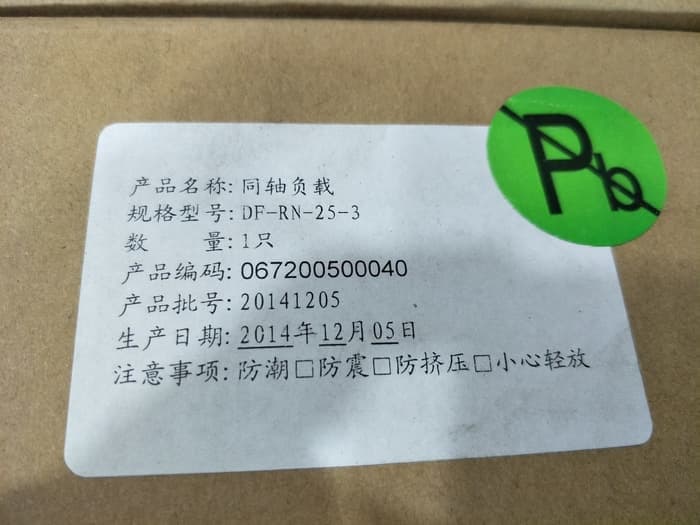 Pb
产品名称:同轴负载
规格型号:DF-RN-25-3
数 量:1只
产品编码:067200500040
产品批号:20141205
生产日期:2014年12月05日
注意事项:防潮□防震□防挤压□小心轻放